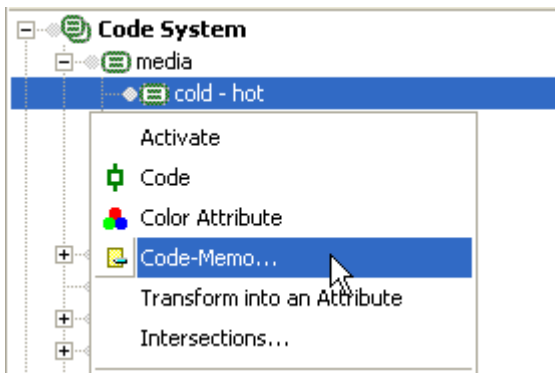 Code System
media
cold - hot
Activate
Code
Color Attribute
Code-Memo...
Transform into an Attribute
Intersections...